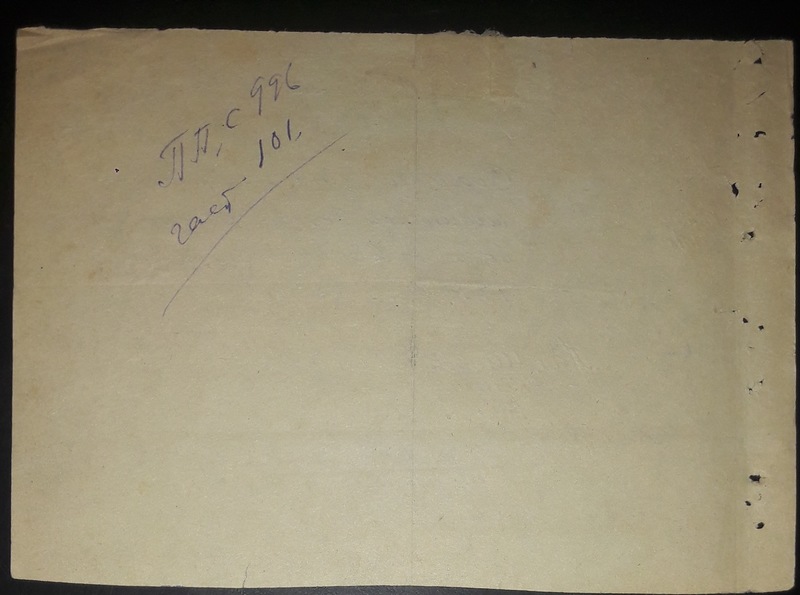 ПП, с 996
част 101,